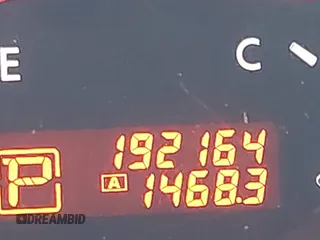 E
C
192164
P
A 1468.3
DREAMBID